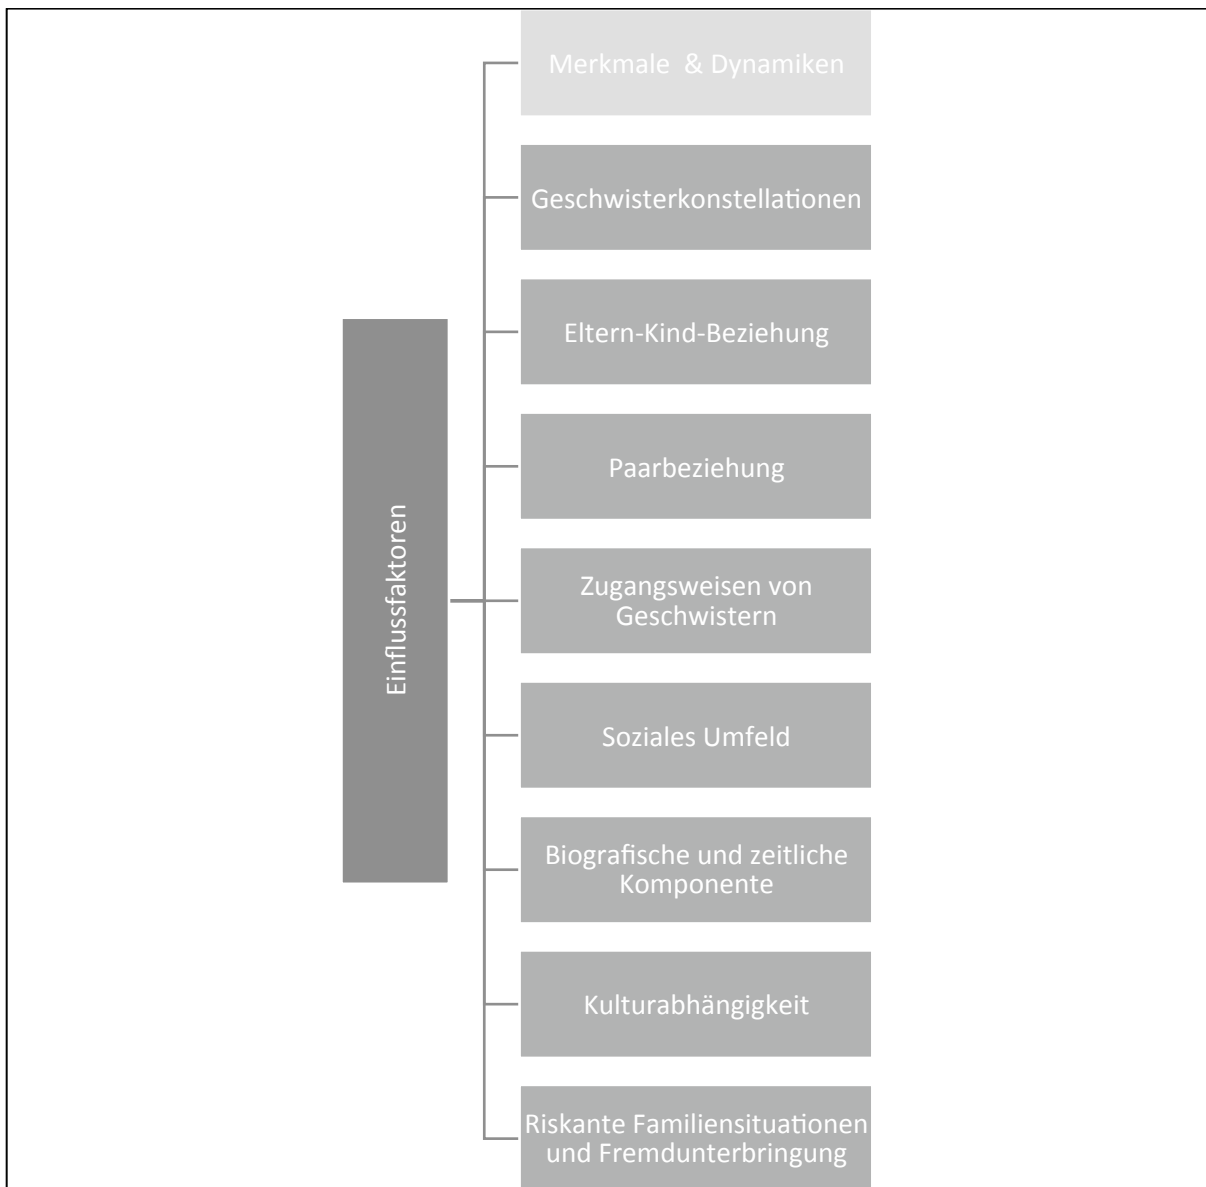 Merkmale & Dynamiken
Geschwisterkonstellationen
Eltern-Kind-Beziehung
Paarbeziehung
Einflussfaktoren
Zugangsweisen von
Geschwistern
Soziales Umfeld
Biografische und zeitliche
Komponente
Kulturabhängigkeit
Riskante Familiensituationen
und Fremdunterbringung